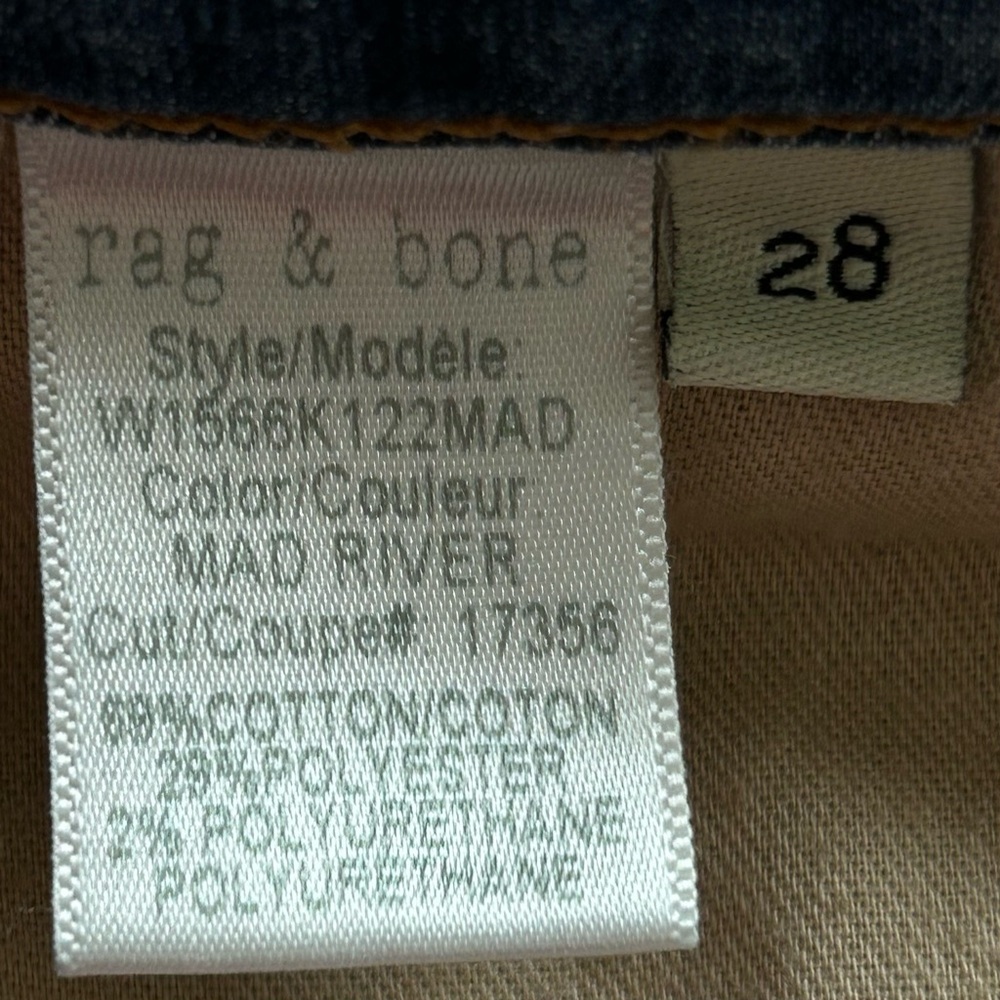 rag & bone
28
Style/Modèle:
W1566K122MAD
Color/Couleur:
MAD RIVER
Cut/Coupe#: 17356
69% COTTON/COTON
29% POLYESTER
2% POLYURETHANE
POLYURETHANE